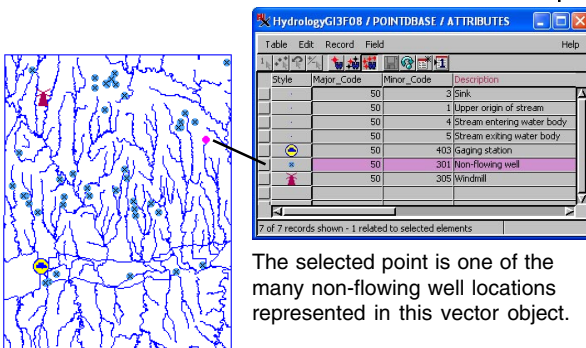 HydrologyGI3F08 / POINTDBASE / ATTRIBUTES
Table Edit Record Field Help
Style Major_Code Minor_Code Description
50 3 Sink
50 1 Upper origin of stream
50 4 Stream entering water body
50 5 Stream exiting water body
50 403 Gaging station
50 301 Non-flowing well
50 305 Windmill
7 of 7 records shown - 1 related to selected elements
The selected point is one of the
many non-flowing well locations
represented in this vector object.